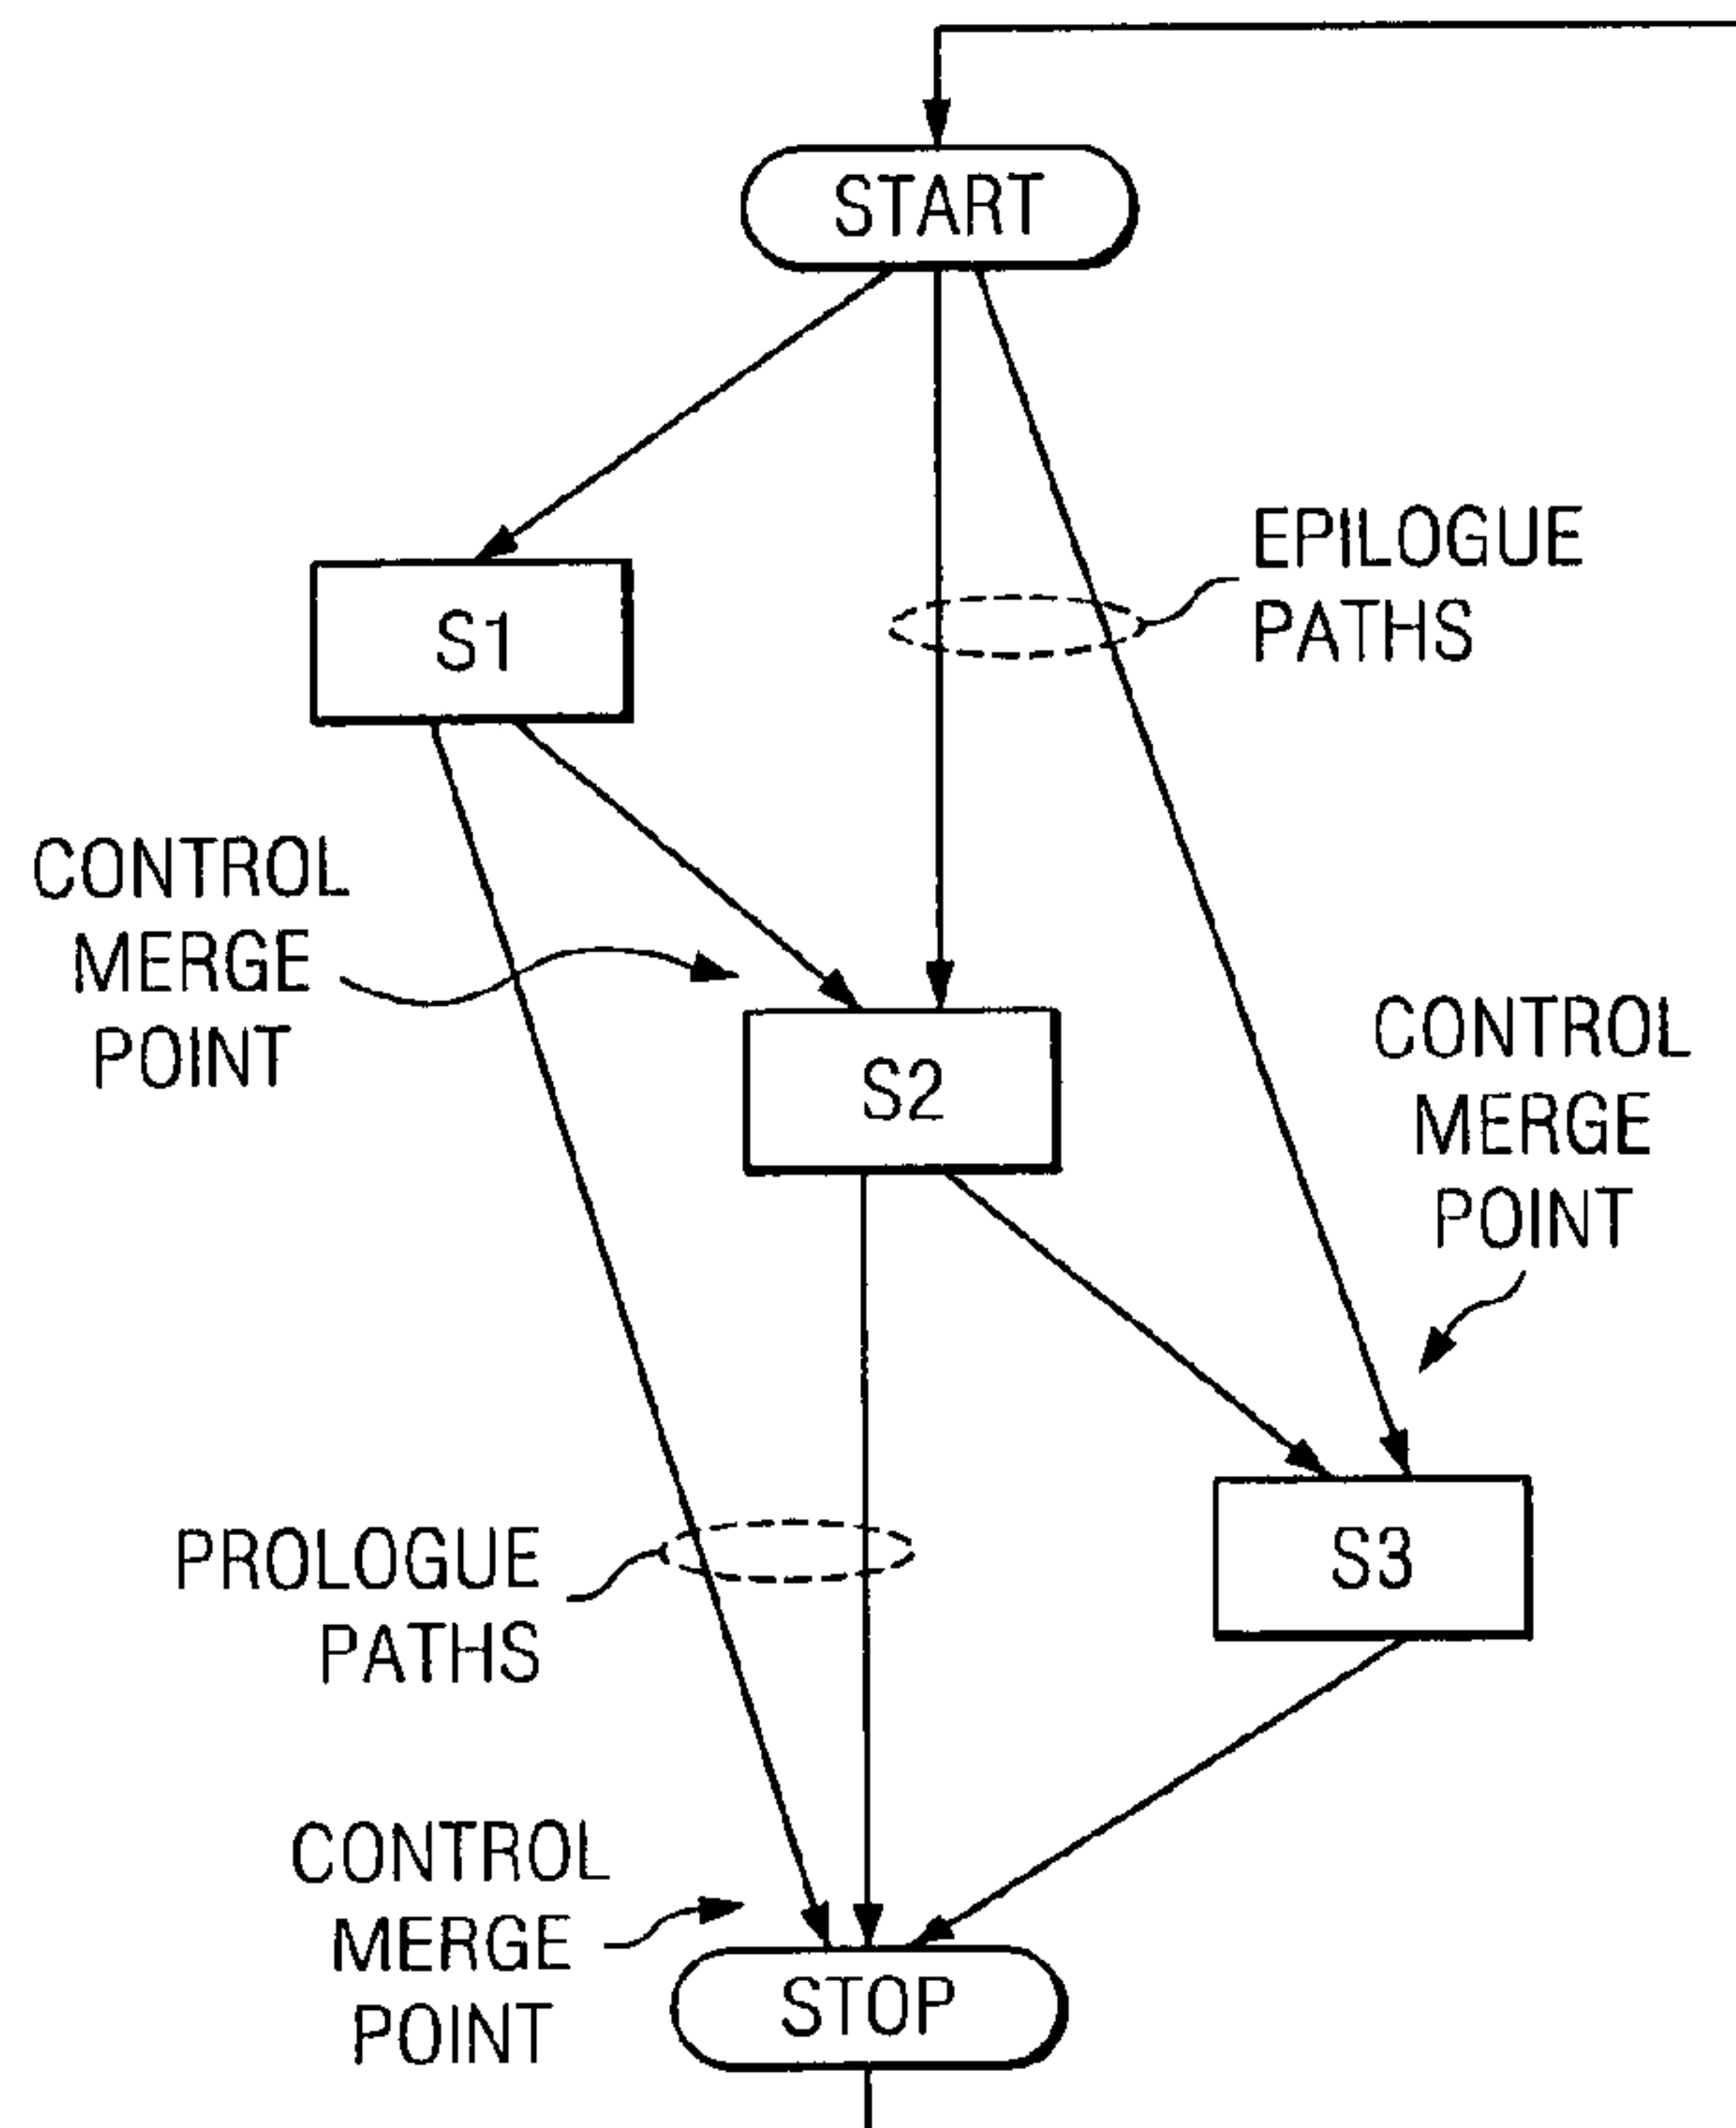 START
EPILOGUE
PATHS
S1
CONTROL
MERGE
POINT
S2
CONTROL
MERGE
POINT
PROLOGUE
PATHS
S3
CONTROL
MERGE
POINT
STOP